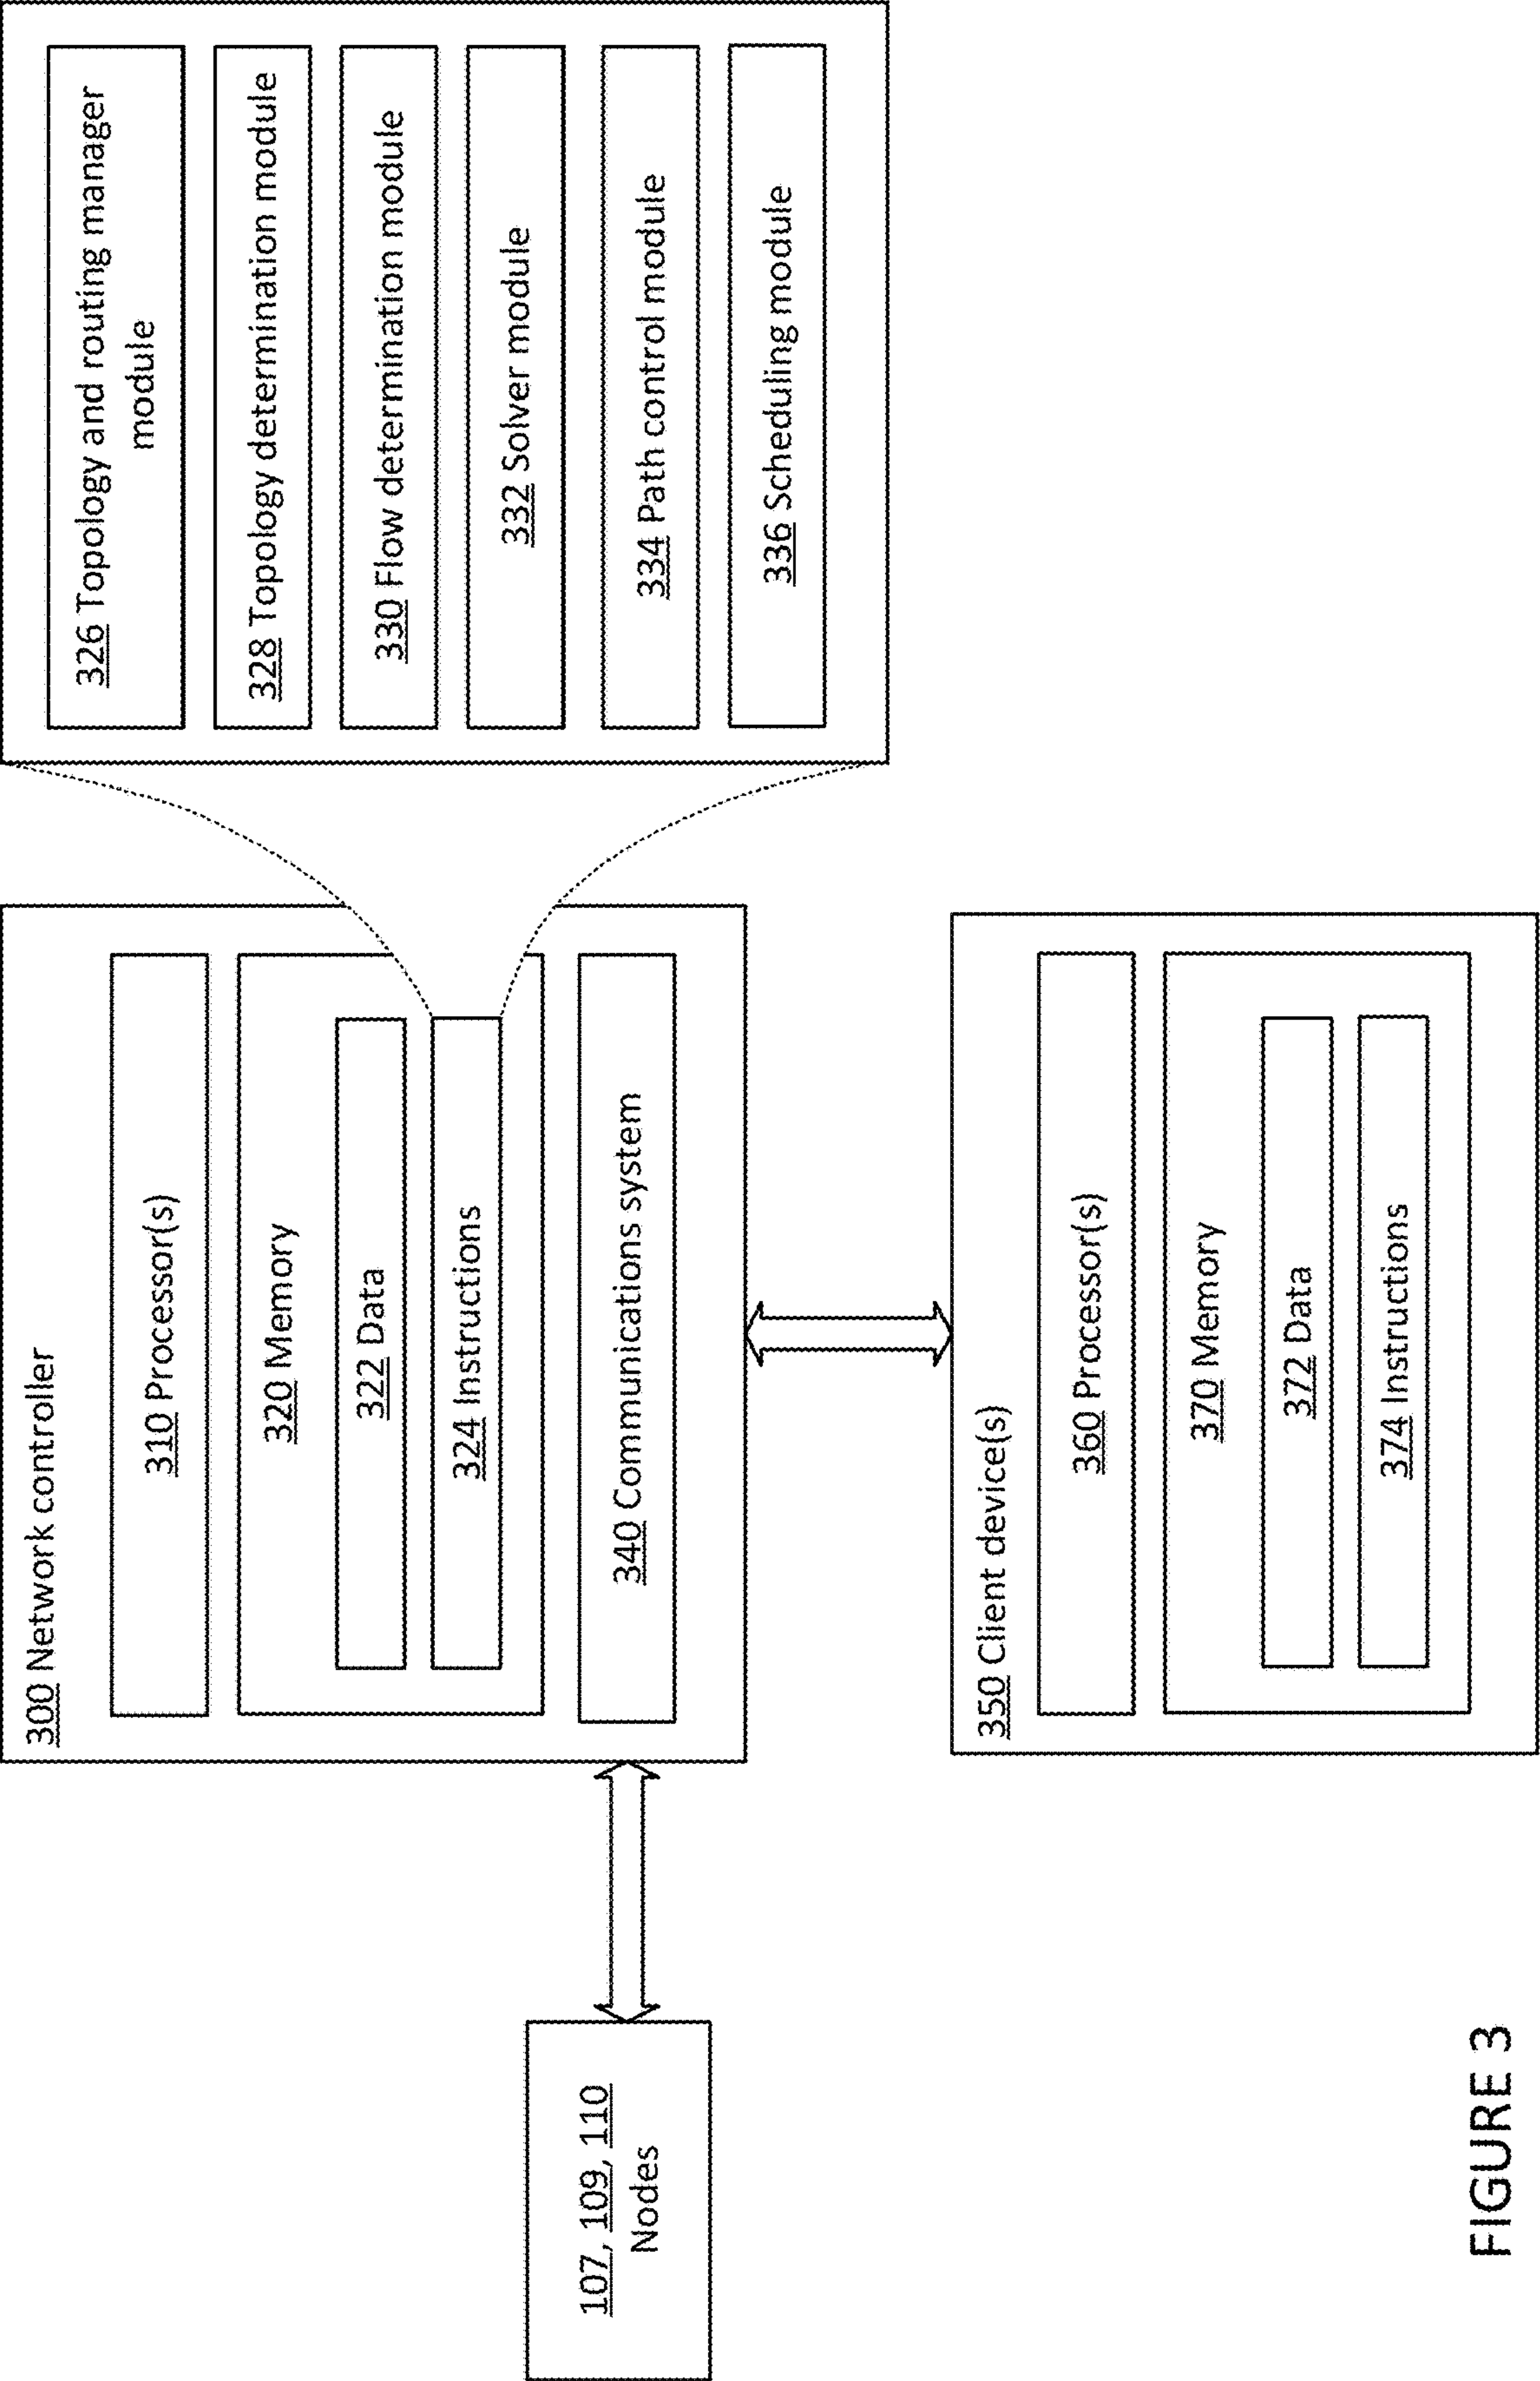 300 Network controller
310 Processor(s)
320 Memory
322 Data
324 Instructions
340 Communications system
326 Topology and routing manager
module
328 Topology determination module
330 Flow determination module
332 Solver module
334 Path control module
336 Scheduling module
107, 109, 110
Nodes
350 Client device(s)
360 Processor(s)
370 Memory
372 Data
374 Instructions
FIGURE 3